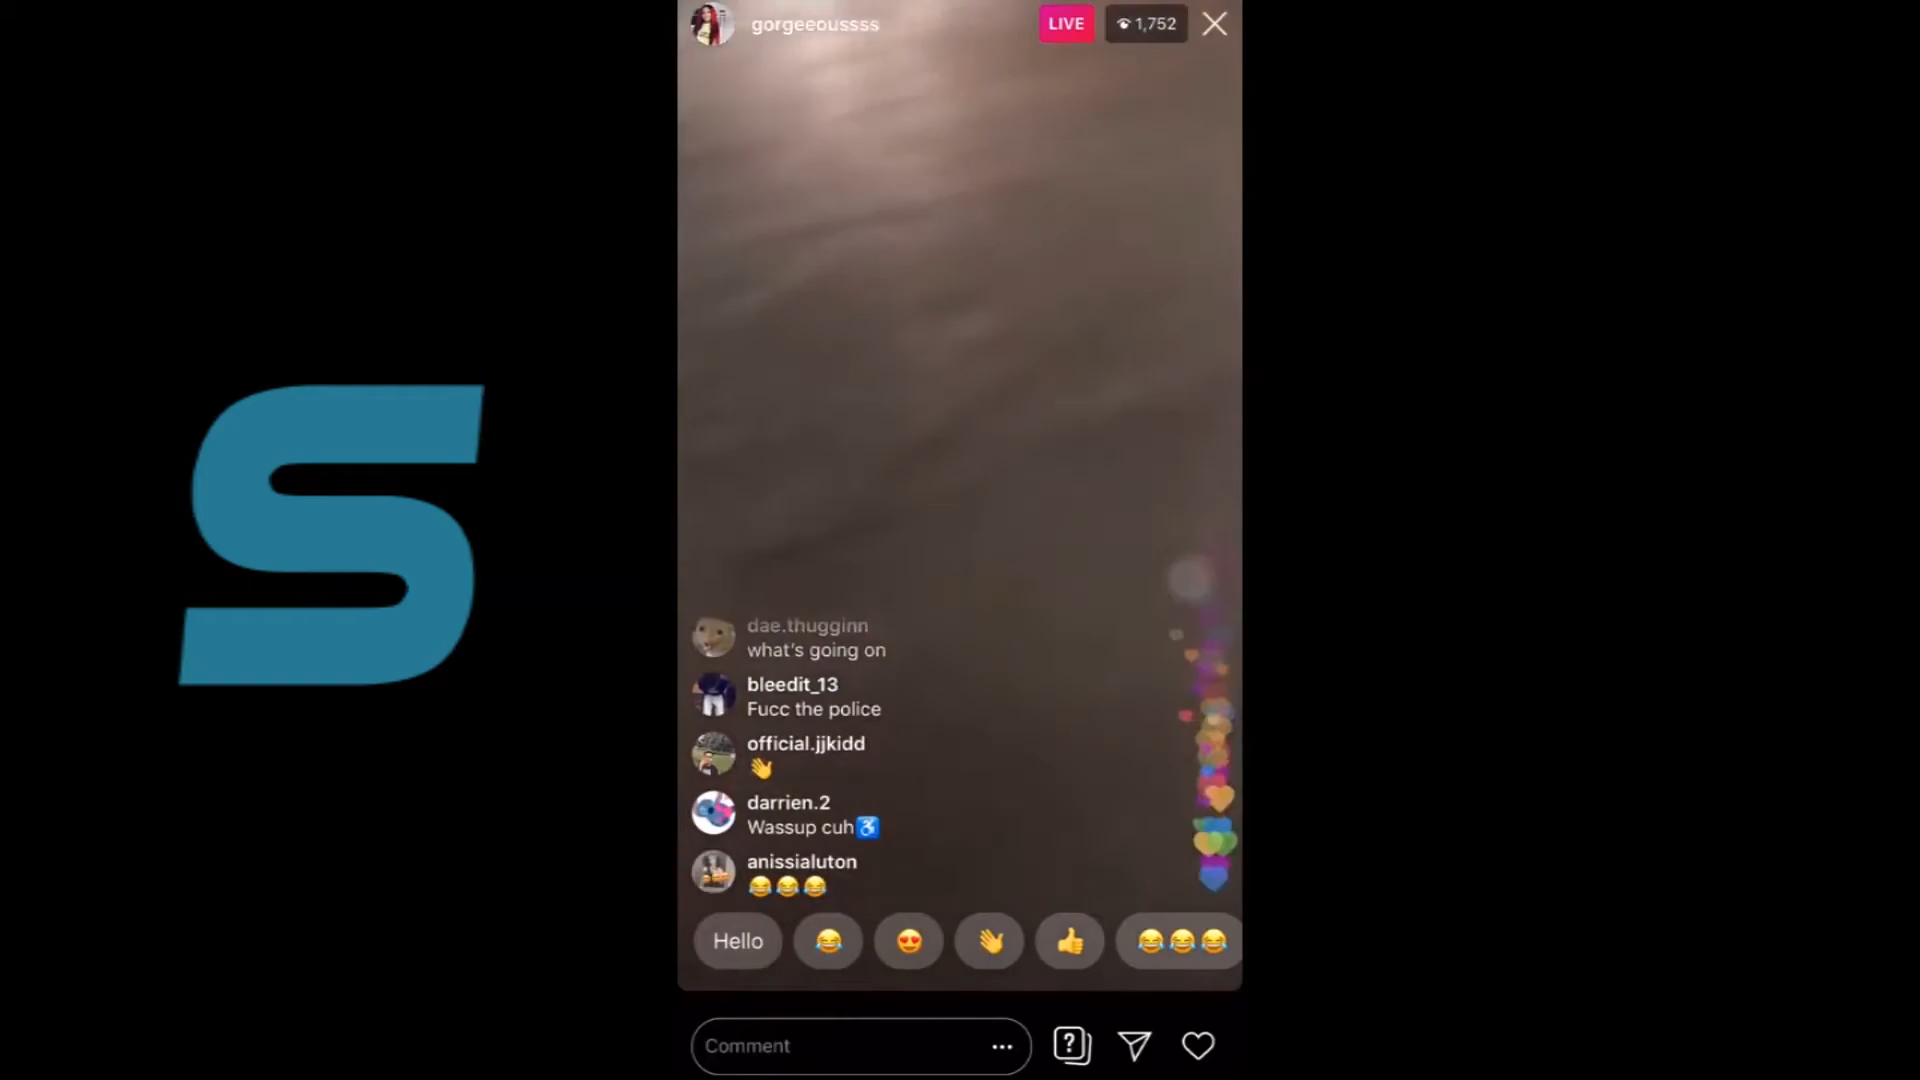 gorgeeoussss
LIVE
1,752
S
dae.thugginn
what's going on
bleedit_13
Fucc the police
official.jjkidd
👋
darrien.2
Wassup cuh♿
anissialuton
😂😂😂
Hello 😂 😍 👋 👍 😂😂😂
Comment ...
?